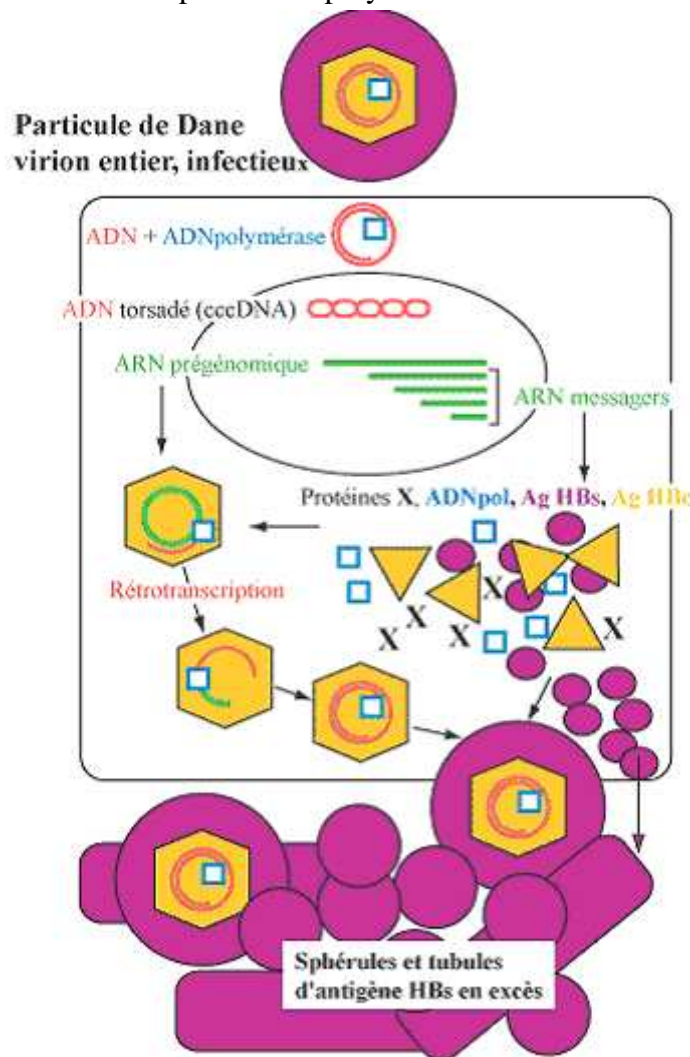 Particule de Dane
virion entier, infectieux
ADN + ADNpolymérase
ADN torsadé (cccDNA)
ARN prégénomique
ARN messagers
Protéines X, ADNpol, Ag HBs, Ag HBc
Rétrotranscription
X
X
X
X
X
Sphérules et tubules
d'antigène HBs en excès